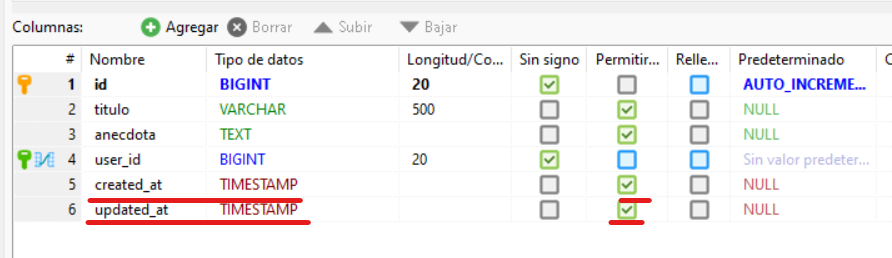 Columnas: Agregar Borrar Subir Bajar
# Nombre Tipo de datos Longitud/Co... Sin signo Permitir... Relle... Predeterminado C
1 id BIGINT 20 AUTO_INCREME...
2 titulo VARCHAR 500 NULL
3 anecdota TEXT NULL
4 user_id BIGINT 20 Sin valor predeter...
5 created_at TIMESTAMP NULL
6 updated_at TIMESTAMP NULL